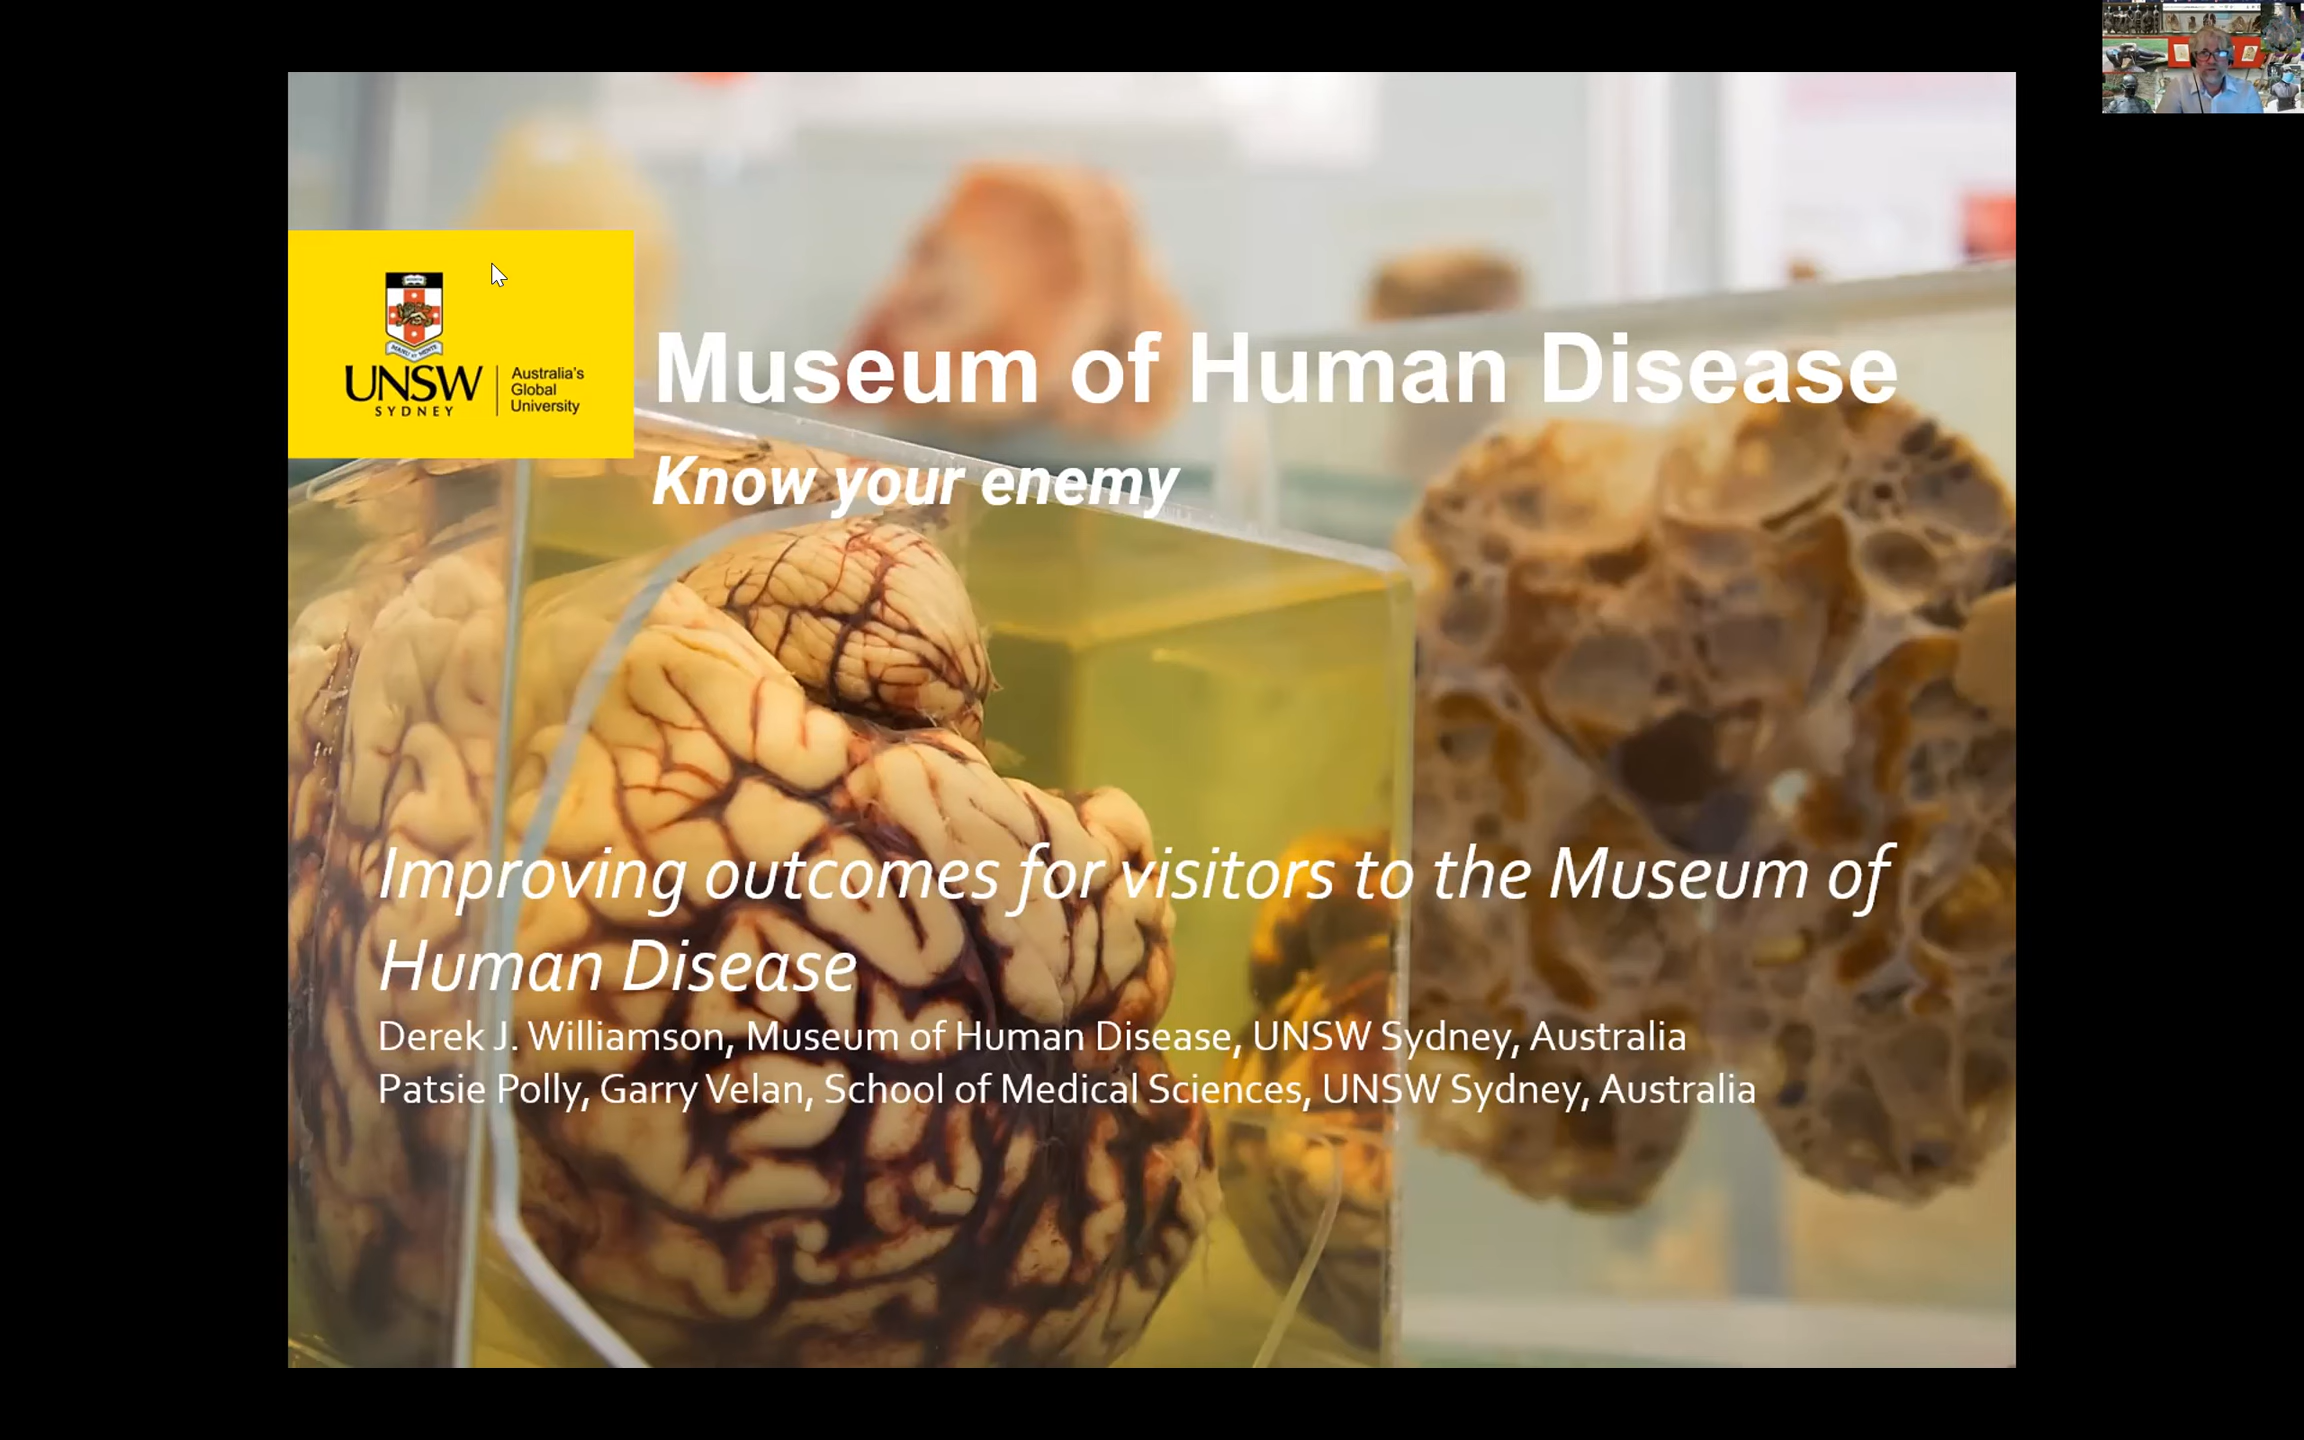 UNSW
SYDNEY
Australia's
Global
University
Museum of Human Disease
Know your enemy
Improving outcomes for visitors to the Museum of
Human Disease
Derek J. Williamson, Museum of Human Disease, UNSW Sydney, Australia
Patsie Polly, Garry Velan, School of Medical Sciences, UNSW Sydney, Australia